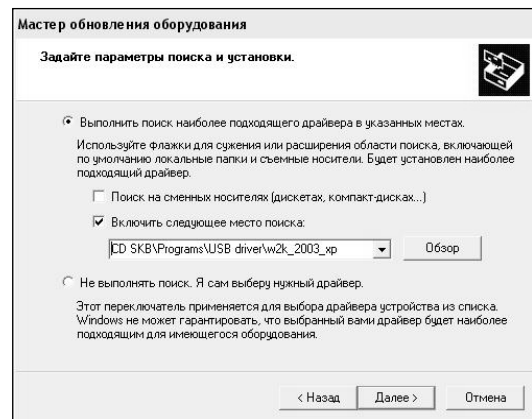 Мастер обновления оборудования
Задайте параметры поиска и установки.
Выполнить поиск наиболее подходящего драйвера в указанных местах.
Используйте флажки для сужения или расширения области поиска, включающей
по умолчанию локальные папки и съемные носители. Будет установлен наиболее
подходящий драйвер.
Поиск на сменных носителях (дискетах, компакт-дисках...)
Включить следующее место поиска:
CD SKB\Programs\USB driver\w2k_2003_xp
Обзор
Не выполнять поиск. Я сам выберу нужный драйвер.
Этот переключатель применяется для выбора драйвера устройства из списка.
Windows не может гарантировать, что выбранный вами драйвер будет наиболее
подходящим для имеющегося оборудования.
< Назад Далее > Отмена